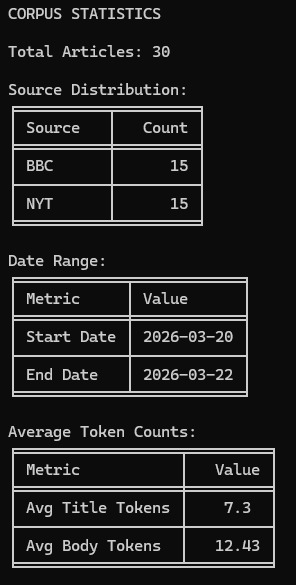 CORPUS STATISTICS
Total Articles: 30
Source Distribution:
Source Count
BBC 15
NYT 15
Date Range:
Metric Value
Start Date 2026-03-20
End Date 2026-03-22
Average Token Counts:
Metric Value
Avg Title Tokens 7.3
Avg Body Tokens 12.43